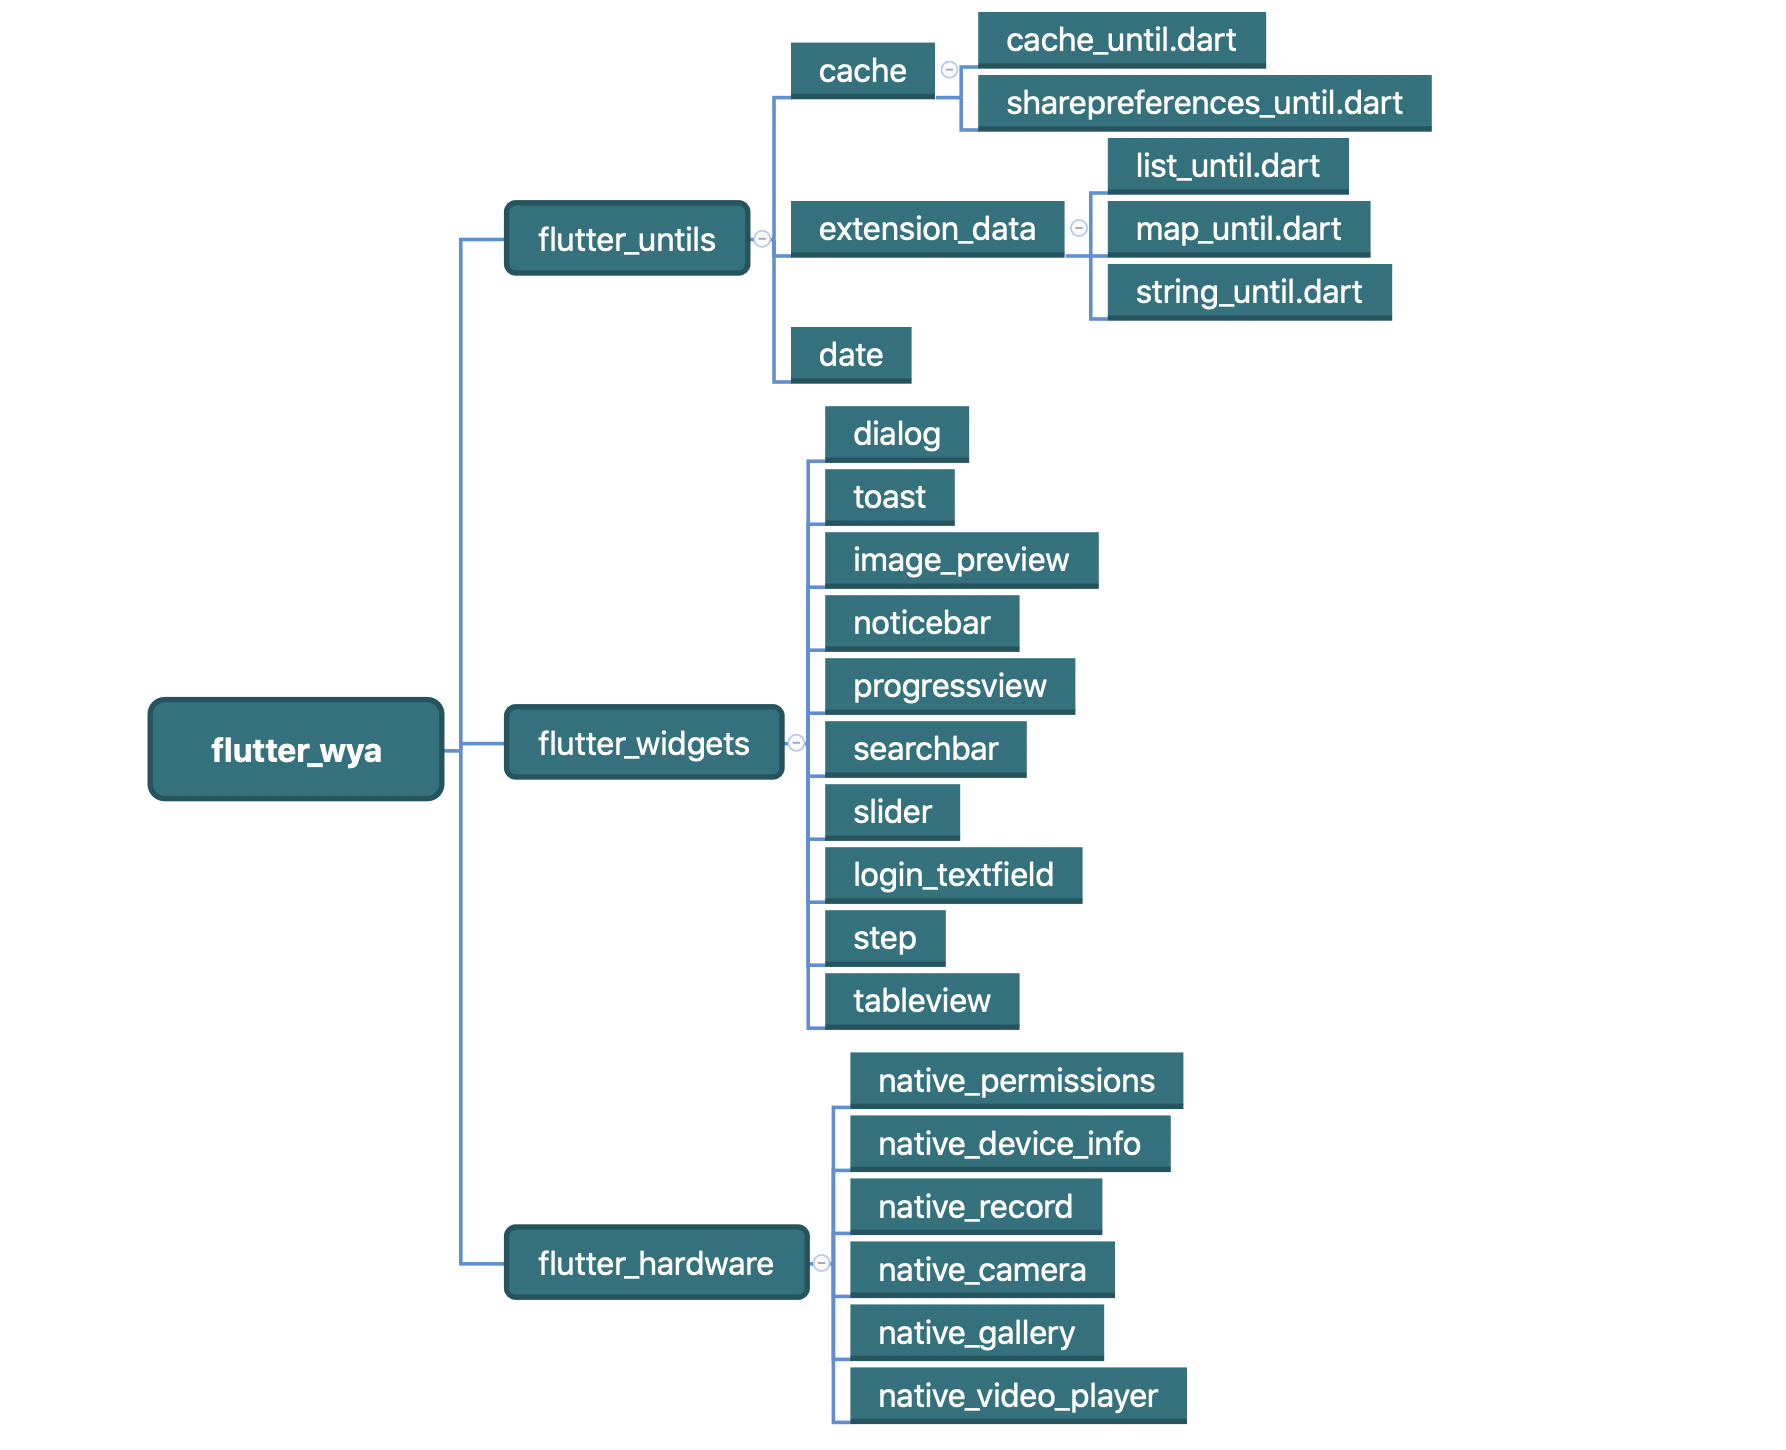 flutter_wya
flutter_untils
cache
cache_until.dart
sharepreferences_until.dart
extension_data
list_until.dart
map_until.dart
string_until.dart
date
flutter_widgets
dialog
toast
image_preview
noticebar
progressview
searchbar
slider
login_textfield
step
tableview
flutter_hardware
native_permissions
native_device_info
native_record
native_camera
native_gallery
native_video_player